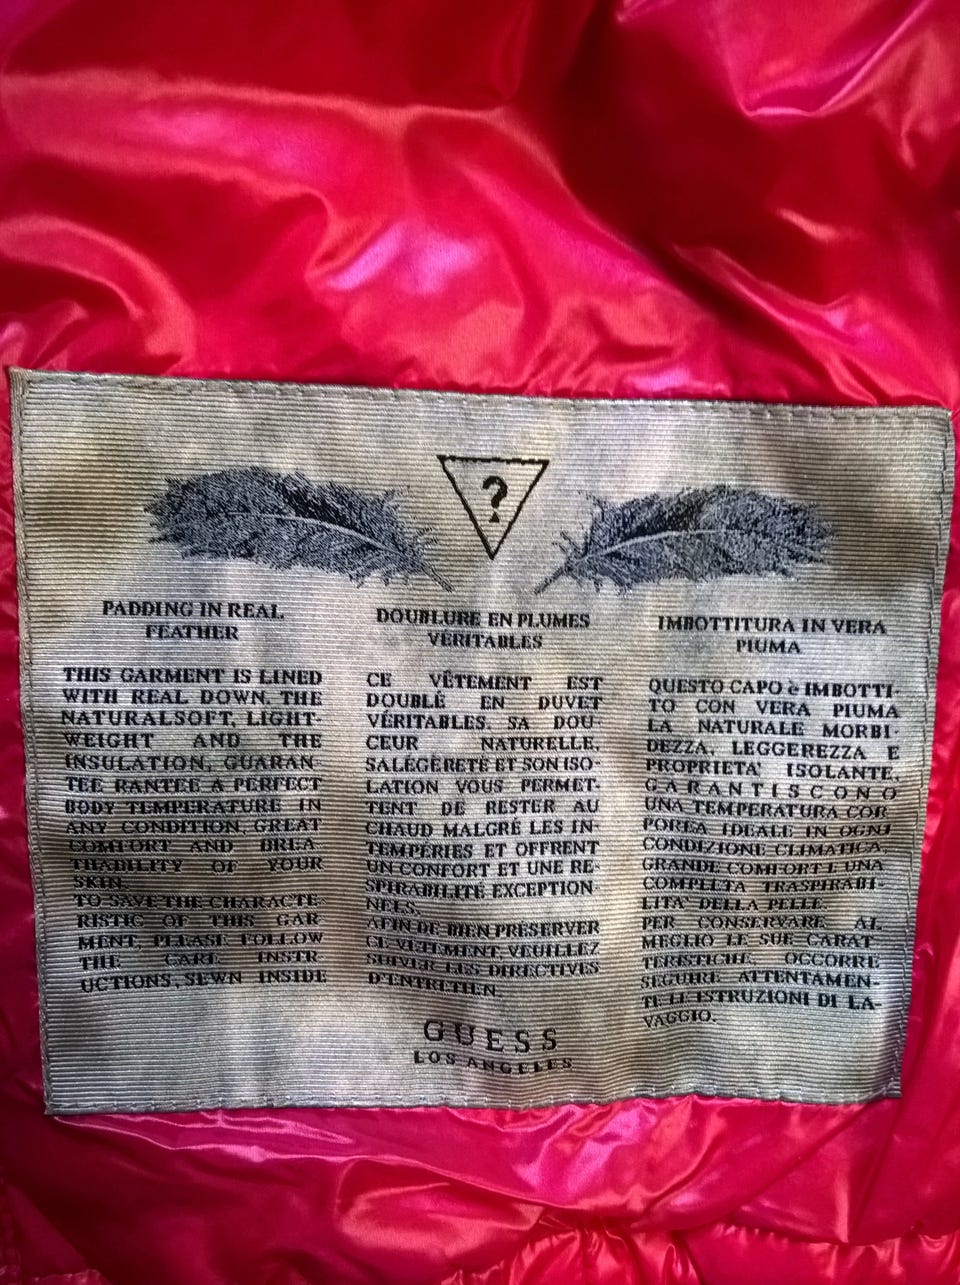 ?
PADDING IN REAL
FEATHER
THIS GARMENT IS LINED
WITH REAL DOWN. THE
NATURALSOFT, LIGHT-
WEIGHT AND THE
INSULATION, GUARAN-
TEE RANTEE A PERFECT
BODY TEMPERATURE IN
ANY CONDITION, GREAT
COMFORT AND BREA
THABILITY OF YOUR
SKIN.
TO SAVE THE CHARACTE-
RISTIC OF THIS GAR
MENT, PLEASE FOLLOW
THE CARE INSTR
UCTIONS, SEWN INSIDE
DOUBLURE EN PLUMES
VÉRITABLES
CE VÊTEMENT EST
DOUBLÉ EN DUVET
VÉRITABLES. SA DOU-
CEUR NATURELLE,
SALÉGÈRETÉ ET SON ISO-
LATION VOUS PERMET-
TENT DE RESTER AU
CHAUD MALGRÉ LES IN-
TEMPÉRIES ET OFFRENT
UN CONFORT ET UNE RE-
SPIRABILITÉ EXCEPTION-
NELS.
AFIN DE BIEN PRÉSERVER
CE VÊTEMENT, VEUILLEZ
SUIVER LES DIRECTIVES
D'ENTRETIEN.
IMBOTTITURA IN VERA
PIUMA
QUESTO CAPO è IMBOTTI-
TO CON VERA PIUMA
LA NATURALE MORBI-
DEZZA, LEGGEREZZA E
PROPRIETA' ISOLANTE,
GARANTISCONO
UNA TEMPERATURA COR
POREA IDEALE IN OGNI
CONDIZIONE CLIMATICA,
GRANDE COMFORT E UNA
COMPLETA TRASPIRABI-
LITA' DELLA PELLE.
PER CONSERVARE AL
MEGLIO LE SUE CARAT-
TERISTICHE, OCCORRE
SEGUIRE ATTENTAMEN-
TE LE ISTRUZIONI DI LA-
VAGGIO.
GUESS
LOS ANGELES